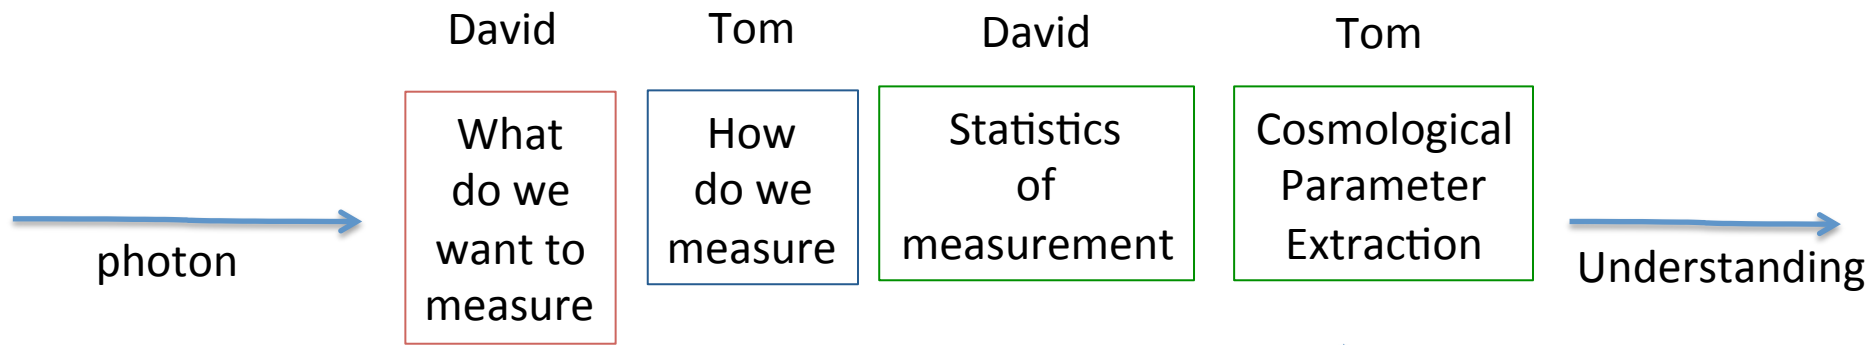 David
Tom
David
Tom
photon
What
do we
want to
measure
How
do we
measure
Statistics
of
measurement
Cosmological
Parameter
Extraction
Understanding